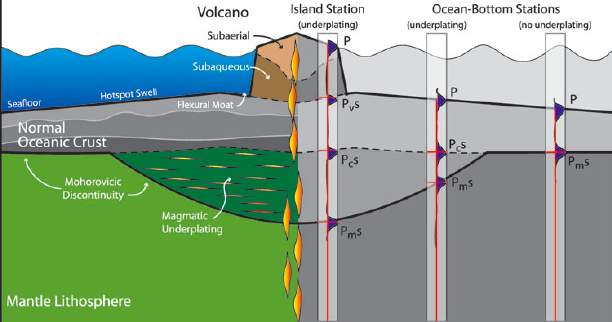 Volcano
Island Station
(underplating)
Ocean-Bottom Stations
(underplating)
(no underplating)
Subaerial
Subaqueous
P
P
P
Hotspot Swell
Seafloor
Flexural Moat
PvS
Normal
Oceanic Crust
PcS
PcS
PmS
PmS
Mohorovicic
Discontinuity
Magmatic
Underplating
PmS
Mantle Lithosphere